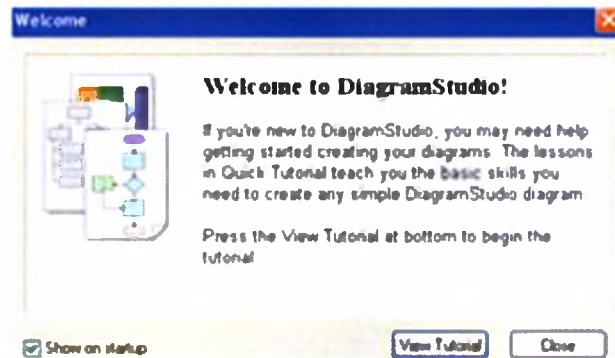 Welcome
Welcome to DiagramStudio!
If you're new to DiagramStudio, you may need help
getting started creating your diagrams. The lessons
in Quick Tutorial teach you the basic skills you
need to create any simple DiagramStudio diagram.
Press the View Tutorial at bottom to begin the
tutorial
Show on startup
View Tutorial
Close